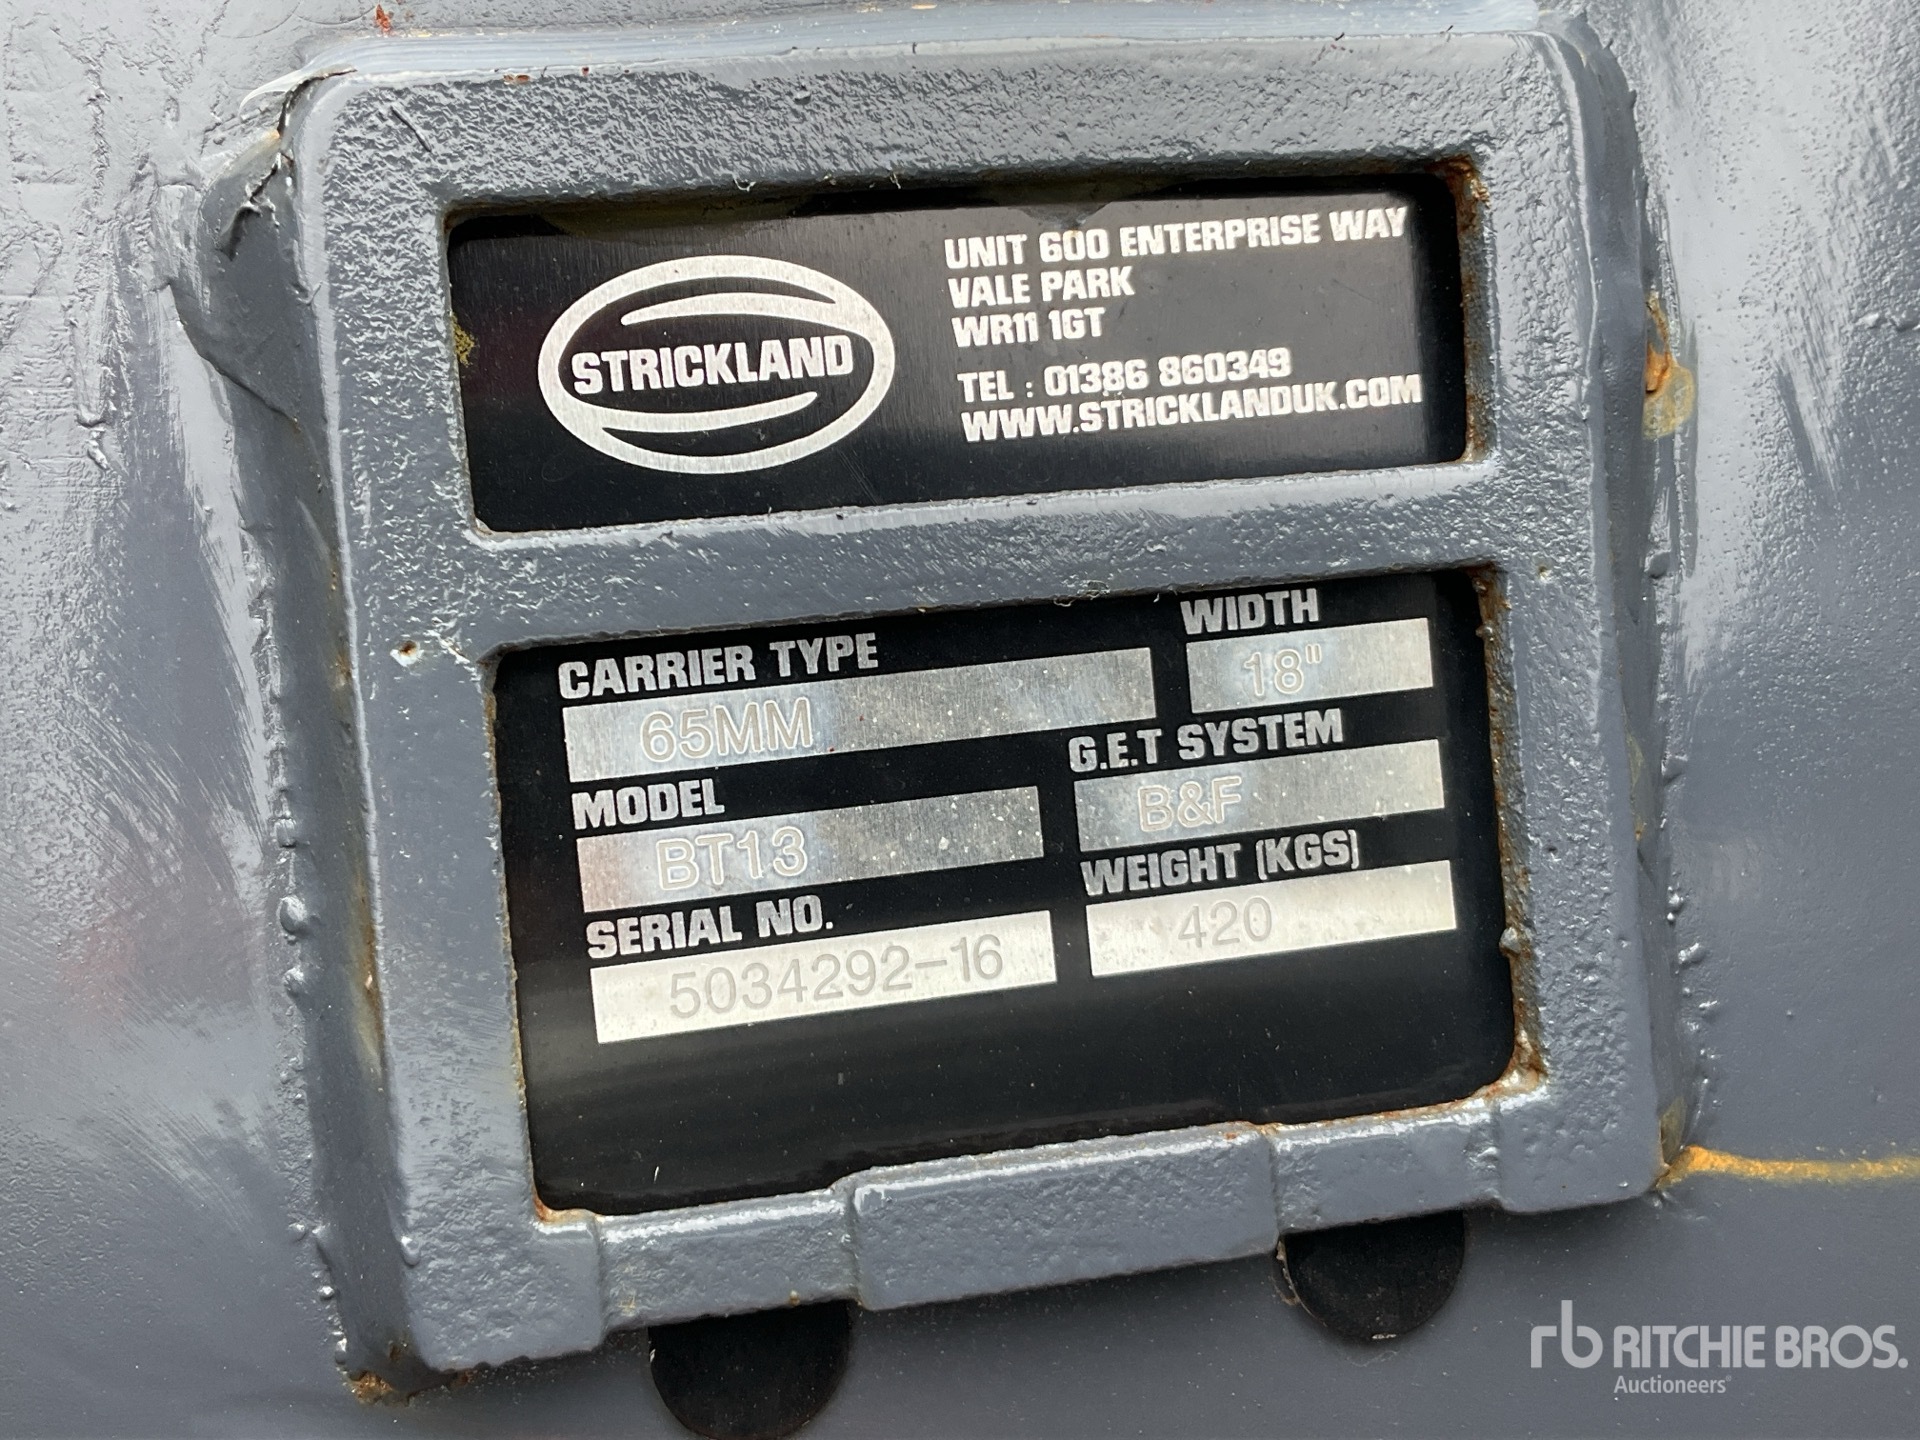 STRICKLAND
UNIT 600 ENTERPRISE WAY
VALE PARK
WR11 1GT
TEL : 01386 860349
WWW.STRICKLANDUK.COM
CARRIER TYPE
65MM
WIDTH
18"
MODEL
BT13
G.E.T SYSTEM
B&F
SERIAL NO.
5034292-16
WEIGHT (KGS)
420
rb RITCHIE BROS.
Auctioneers